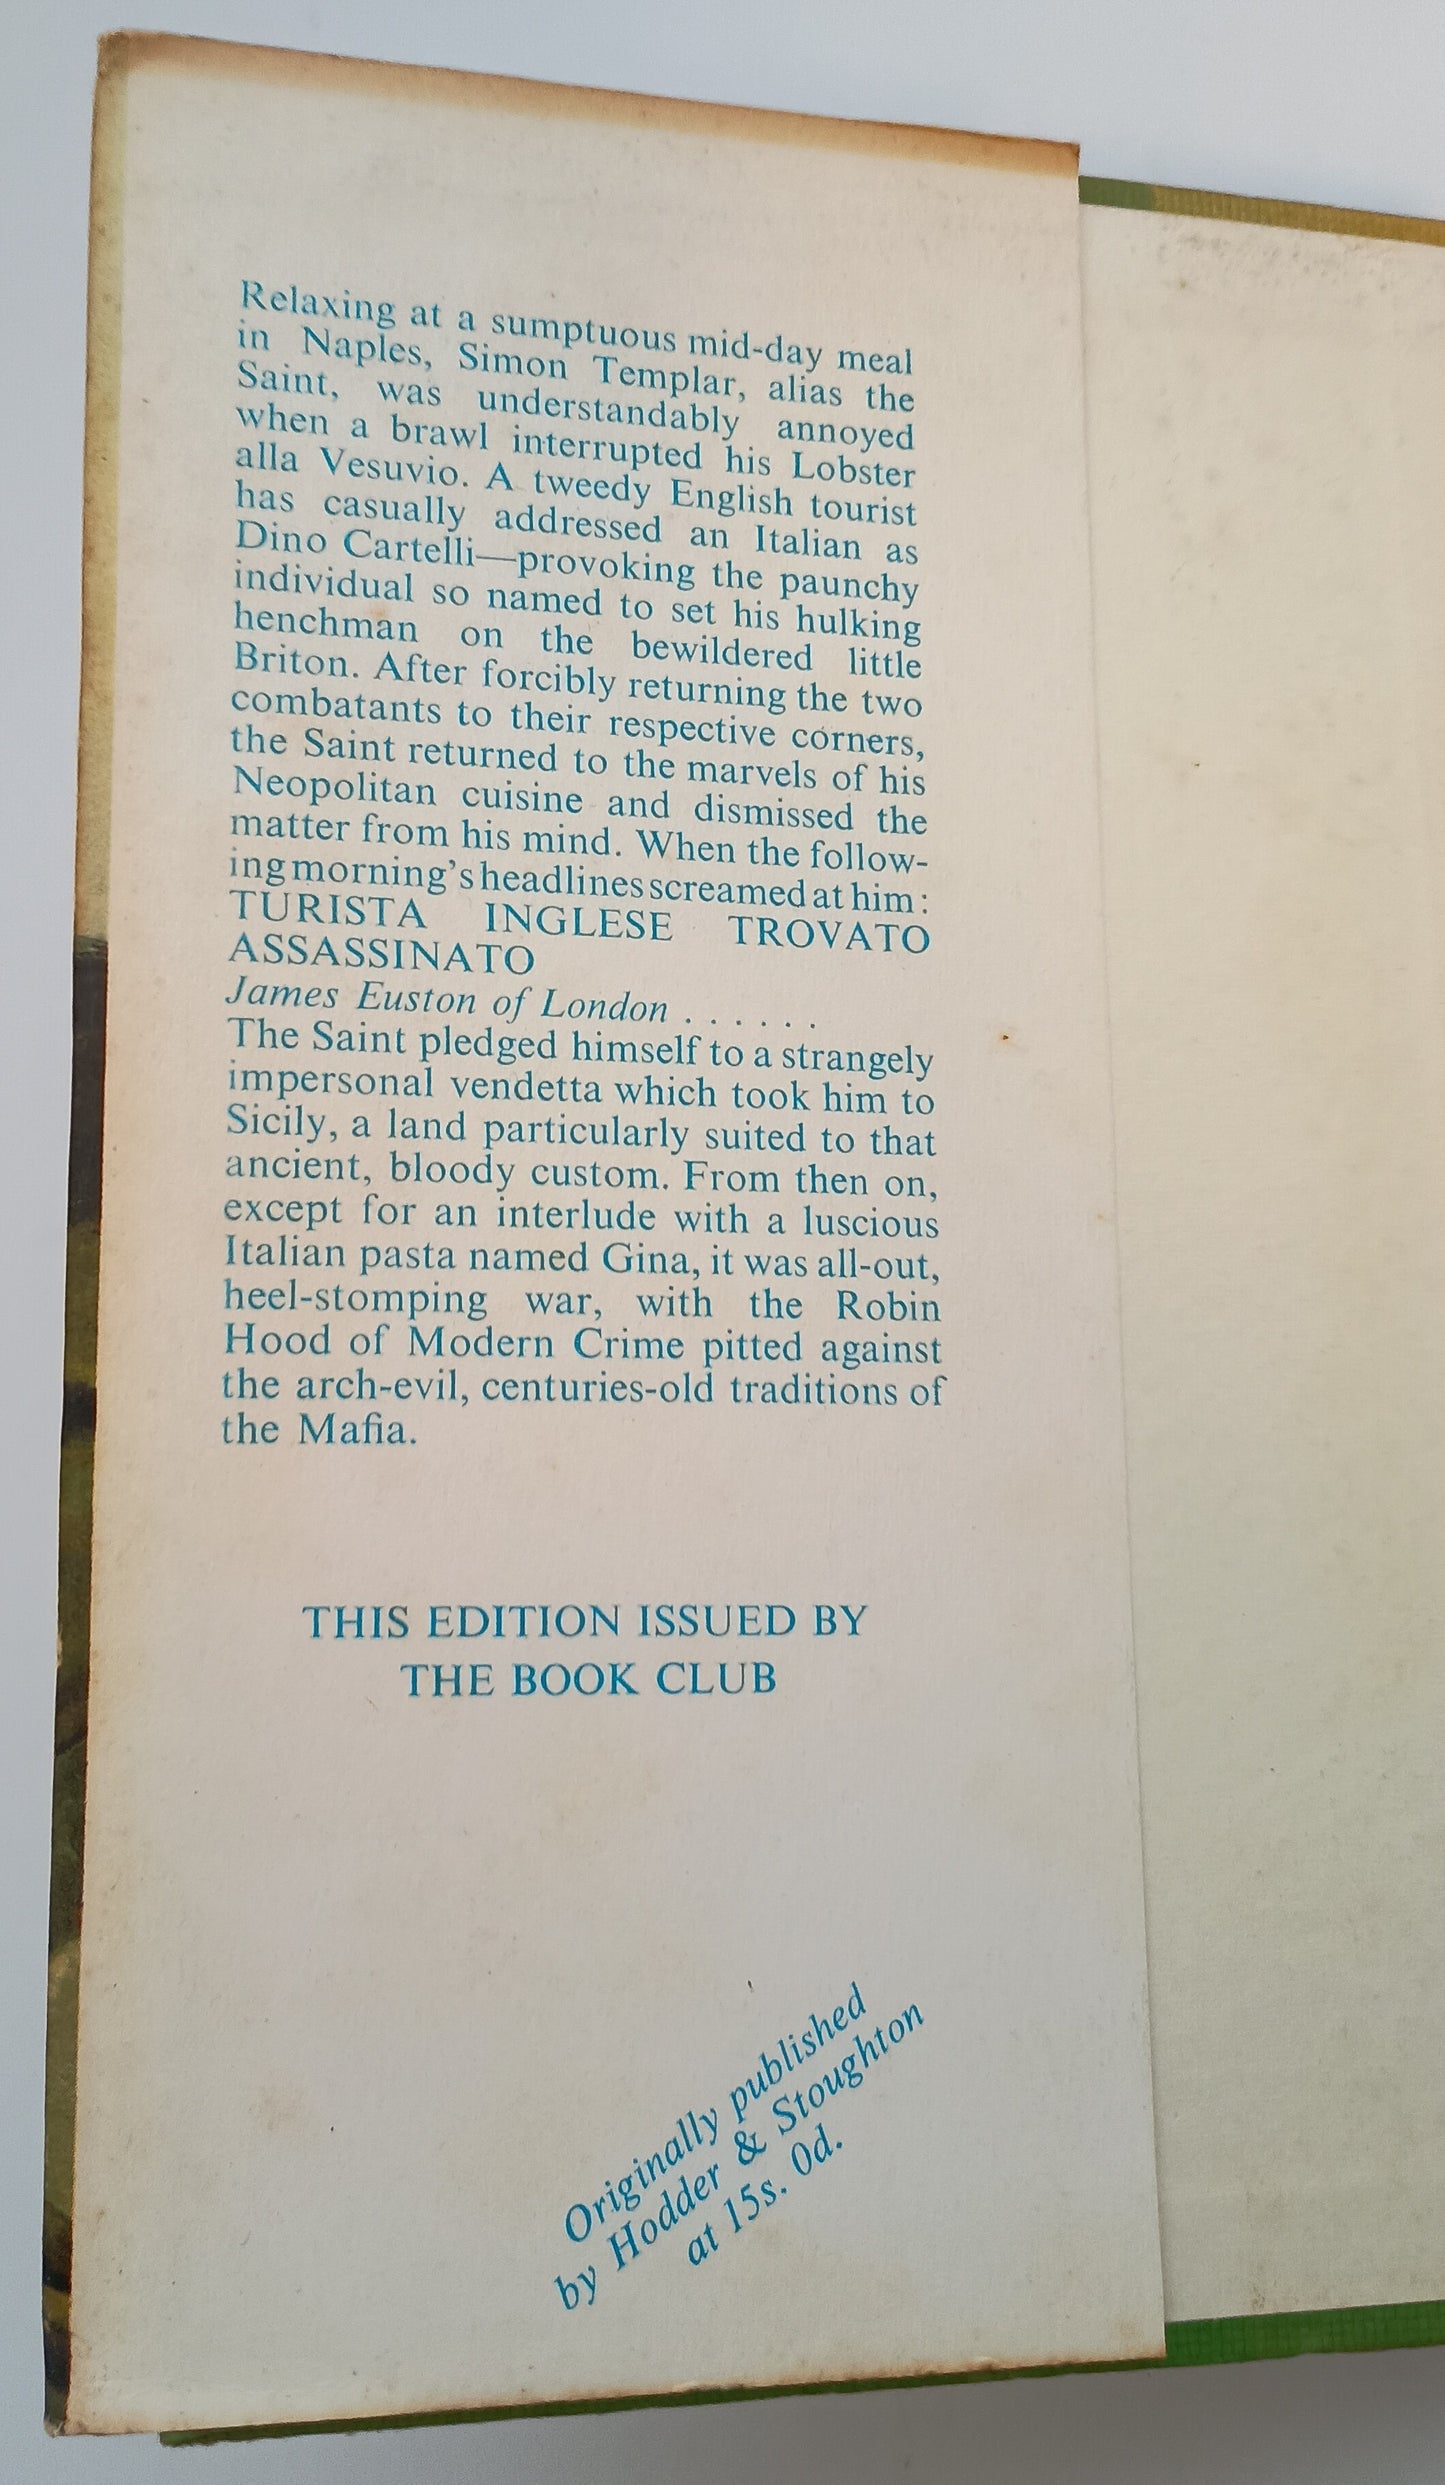 Relaxing at a sumptuous mid-day meal
in Naples, Simon Templar, alias the
Saint, was understandably annoyed
when a brawl interrupted his Lobster
alla Vesuvio. A tweedy English tourist
has casually addressed an Italian as
Dino Cartelli—provoking the paunchy
individual so named to set his hulking
henchman on the bewildered little
Briton. After forcibly returning the two
combatants to their respective corners,
the Saint returned to the marvels of his
Neopolitan cuisine and dismissed the
matter from his mind. When the follow-
ing morning's headlines screamed at him:
TURISTA INGLESE TROVATO
ASSASSINATO
James Euston of London . . . . . .
The Saint pledged himself to a strangely
impersonal vendetta which took him to
Sicily, a land particularly suited to that
ancient, bloody custom. From then on,
except for an interlude with a luscious
Italian pasta named Gina, it was all-out,
heel-stomping war, with the Robin
Hood of Modern Crime pitted against
the arch-evil, centuries-old traditions of
the Mafia.
THIS EDITION ISSUED BY
THE BOOK CLUB
Originally published
by Hodder & Stoughton
at 15s. 0d.